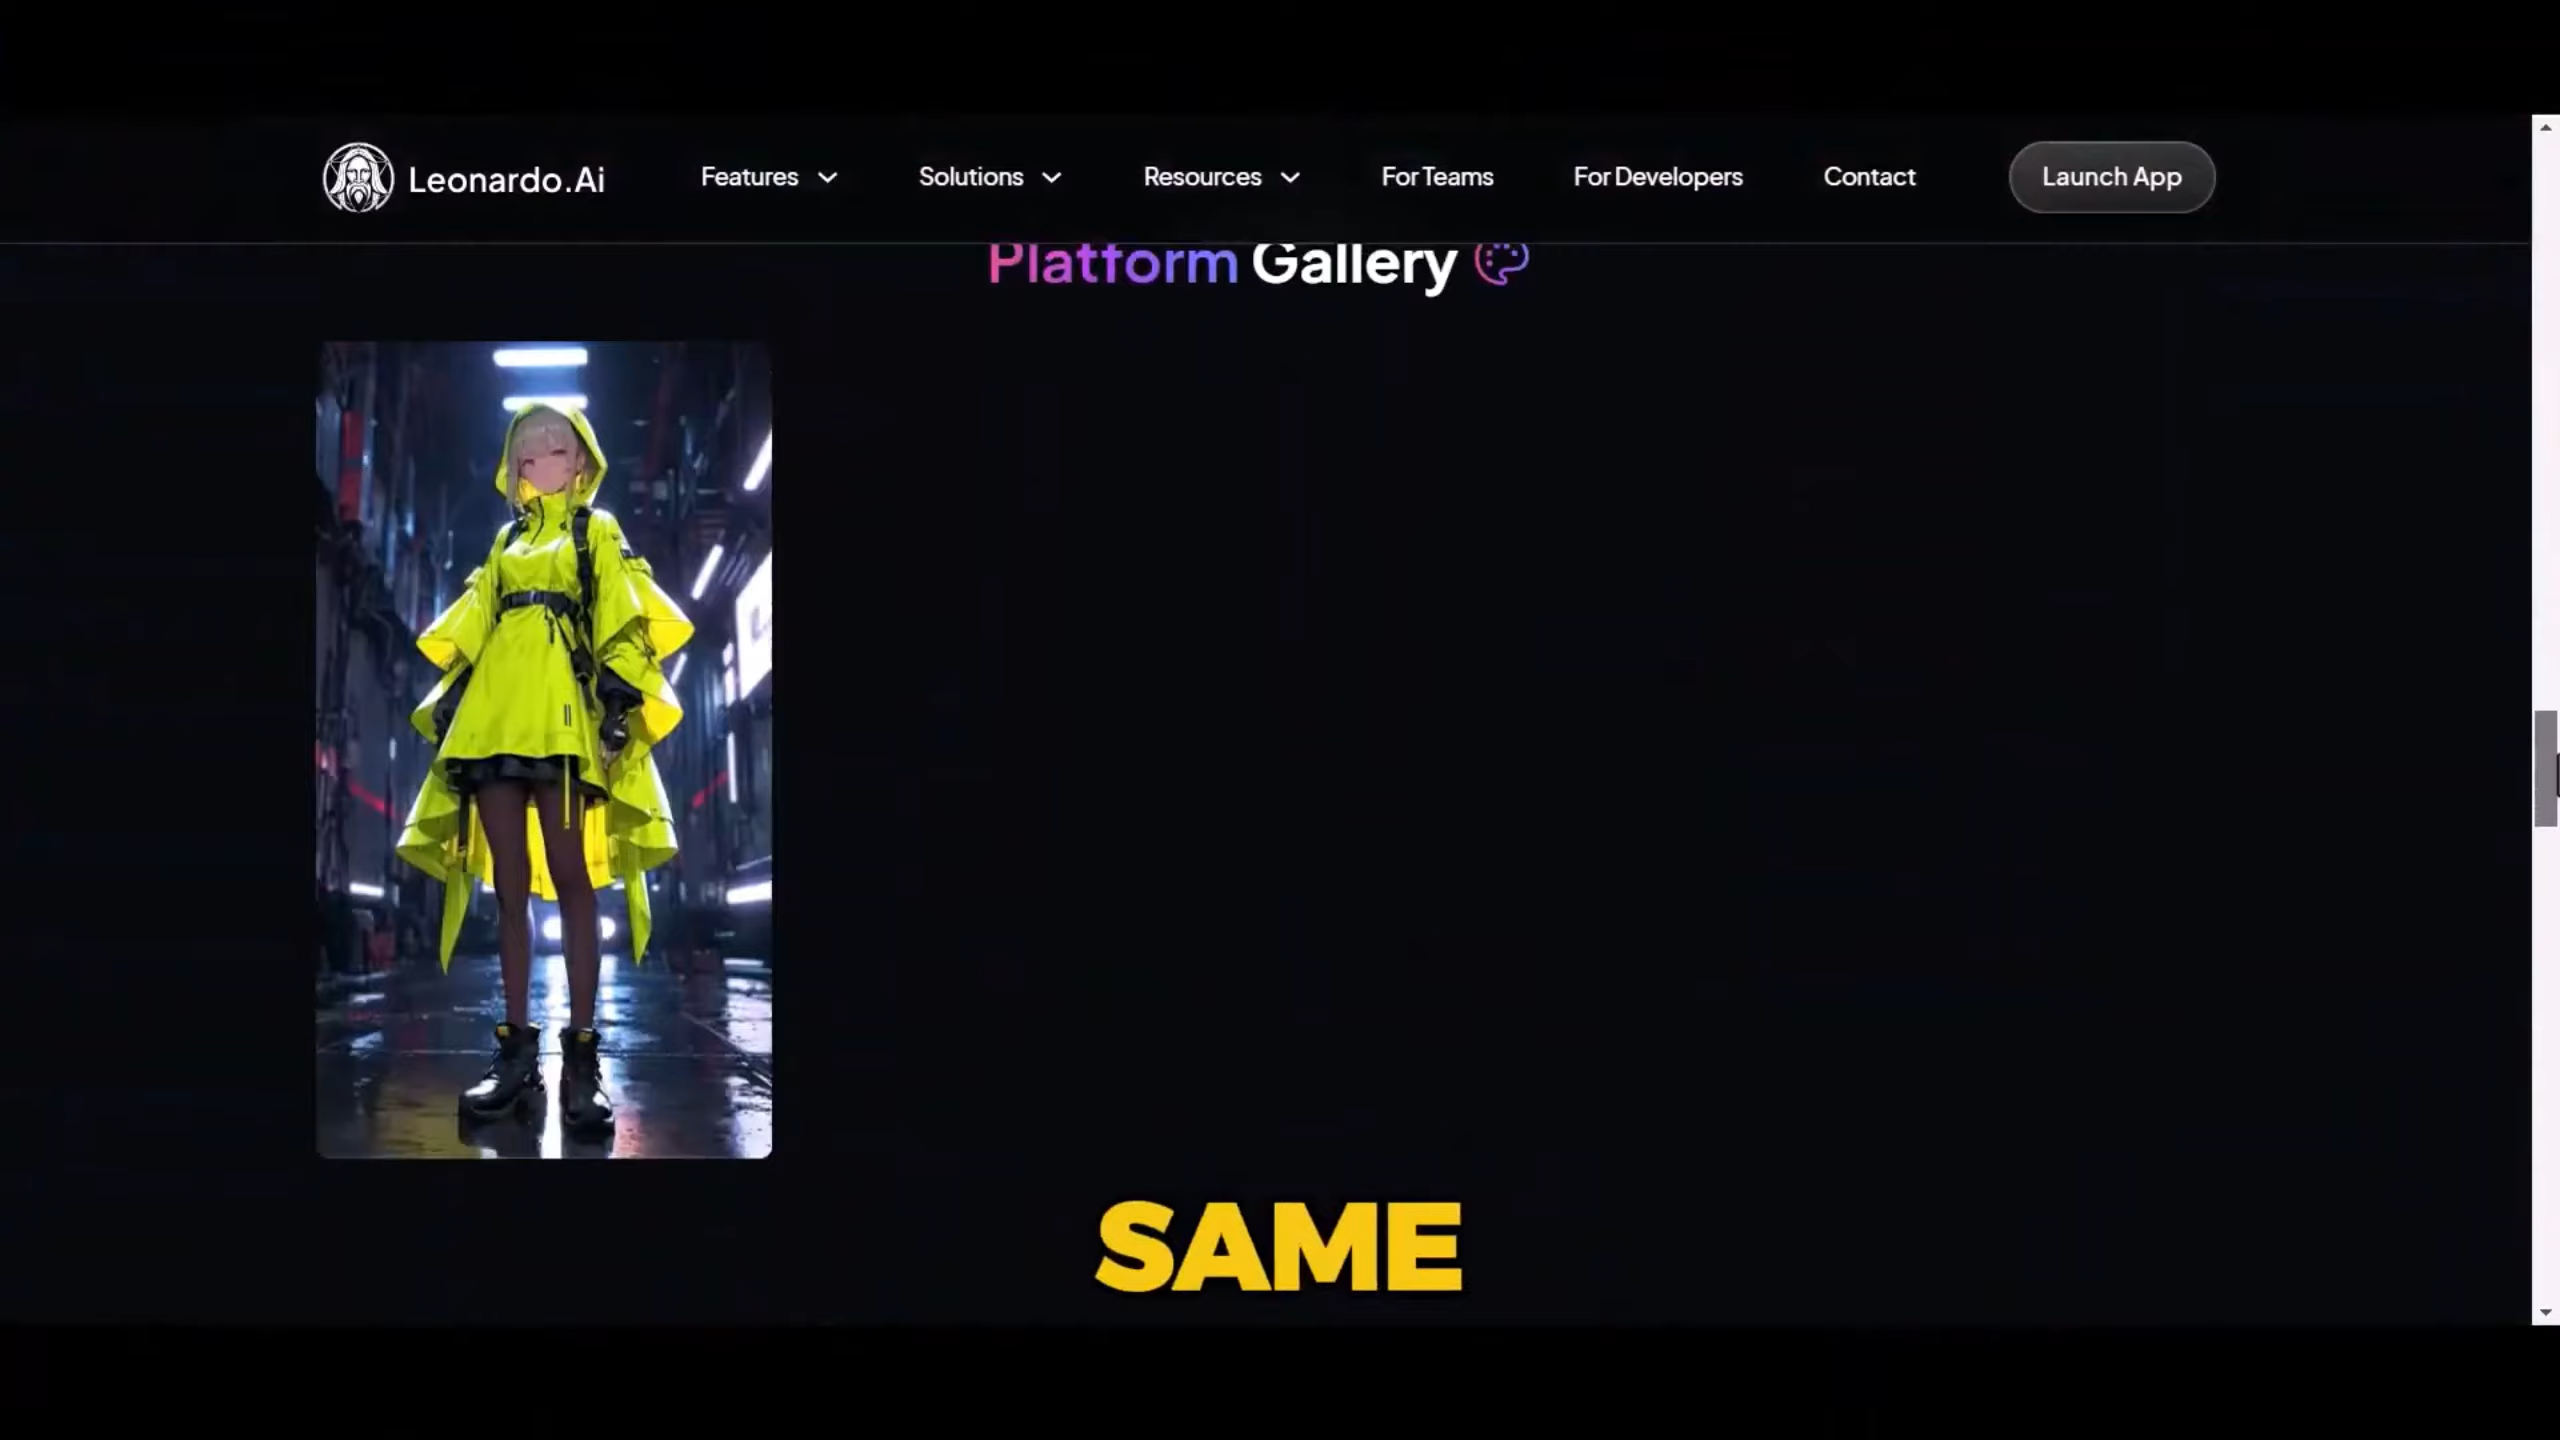 Leonardo.Ai Features Solutions Resources For Teams For Developers Contact Launch App
Platform Gallery
SAME